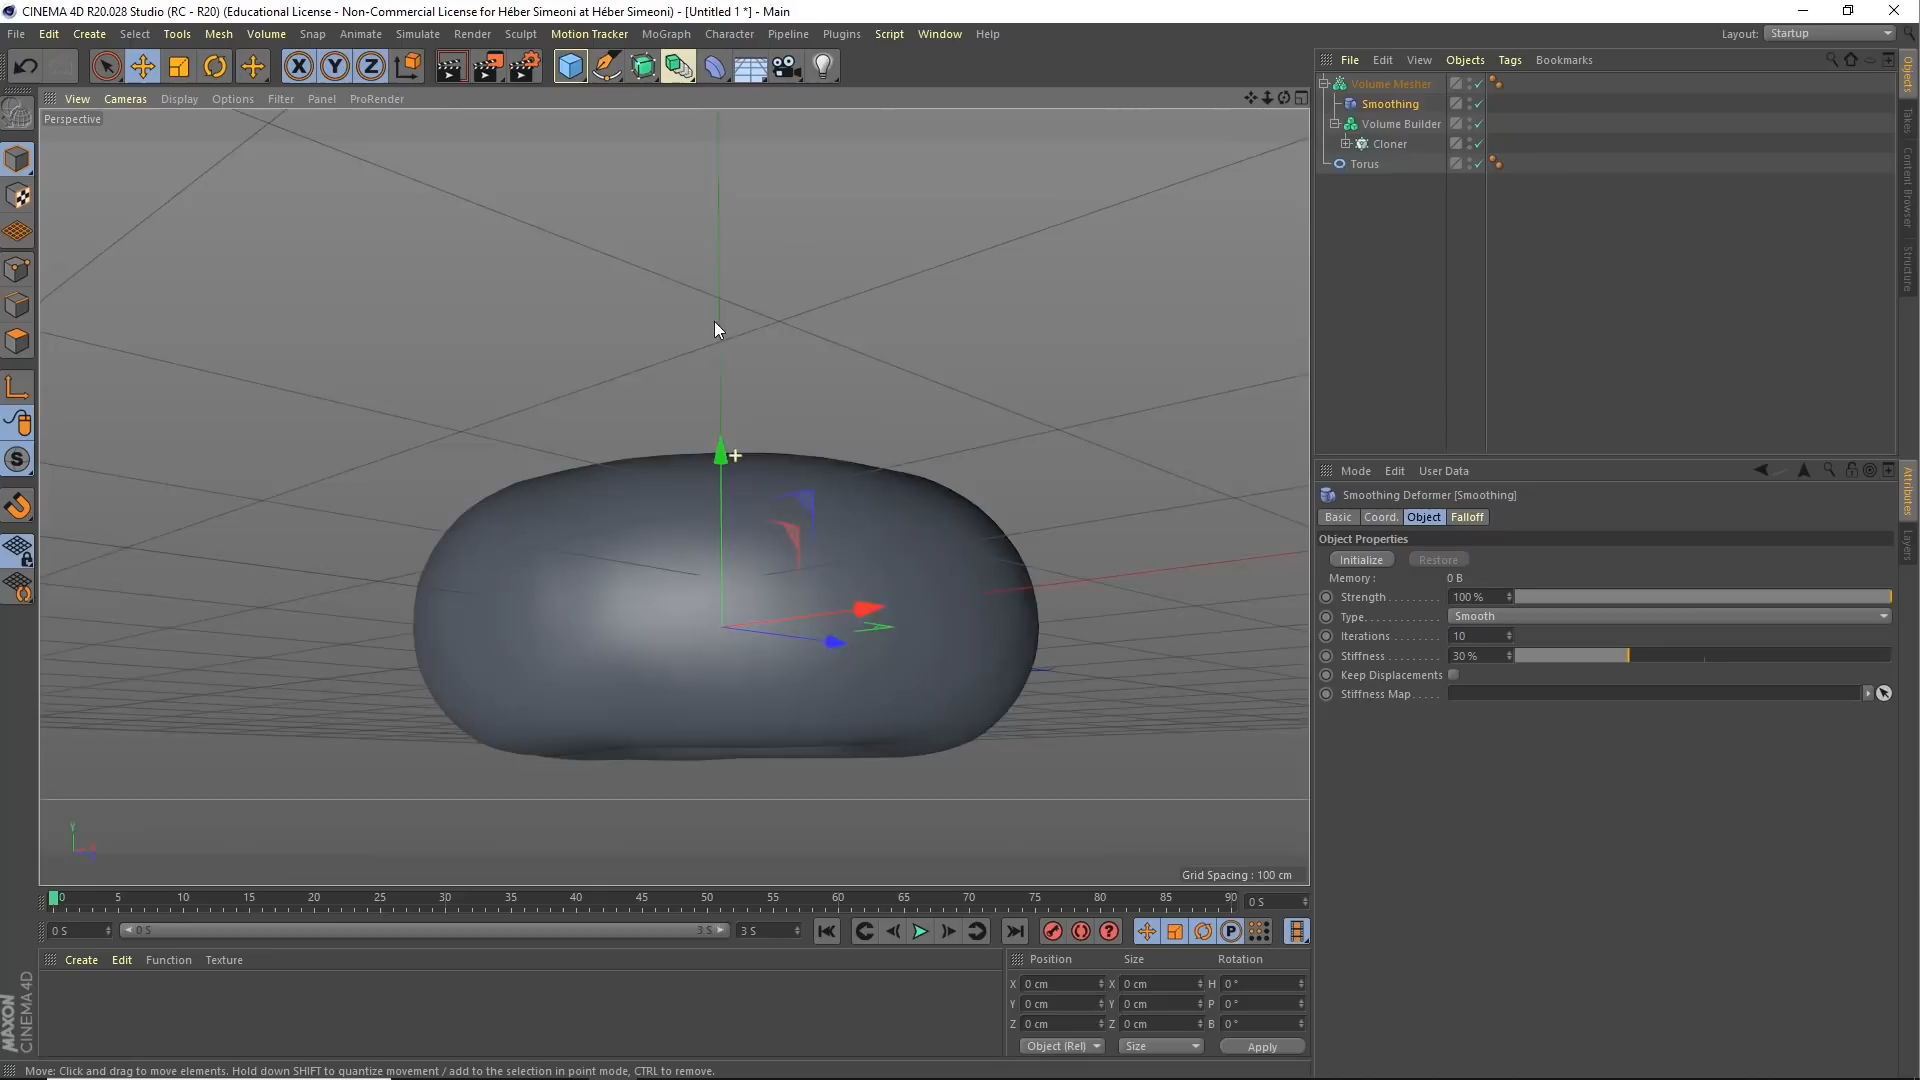 CINEMA 4D R20.028 Studio (RC - R20) (Educational License - Non-Commercial License for Héber Simeoni at Héber Simeoni) - [Untitled 1 *] - Main
File Edit Create Select Tools Mesh Volume Snap Animate Simulate Render Sculpt Motion Tracker MoGraph Character Pipeline Plugins Script Window Help
Layout: Startup
View Cameras Display Options Filter Panel ProRender
Perspective
Grid Spacing : 100 cm
File Edit View Objects Tags Bookmarks
Volume Mesher
Smoothing
Volume Builder
Cloner
Torus
Objects
Takes
Content Browser
Structure
Mode Edit User Data
Smoothing Deformer [Smoothing]
Basic Coord. Object Falloff
Object Properties
Initialize Restore
Memory : 0 B
Strength . . . . . . . . . 100 %
Type. . . . . . . . . . . . . Smooth
Iterations . . . . . . . . 10
Stiffness . . . . . . . . . 30 %
Keep Displacements
Stiffness Map . . . . .
Attributes
Layers
0 5 10 15 20 25 30 35 40 45 50 55 60 65 70 75 80 85 90 0 S
0 S 0 S 3 S 3 S
Create Edit Function Texture
Position Size Rotation
X 0 cm X 0 cm H 0 °
Y 0 cm Y 0 cm P 0 °
Z 0 cm Z 0 cm B 0 °
Object (Rel) Size Apply
MAXON
CINEMA 4D
Move: Click and drag to move elements. Hold down SHIFT to quantize movement / add to the selection in point mode, CTRL to remove.